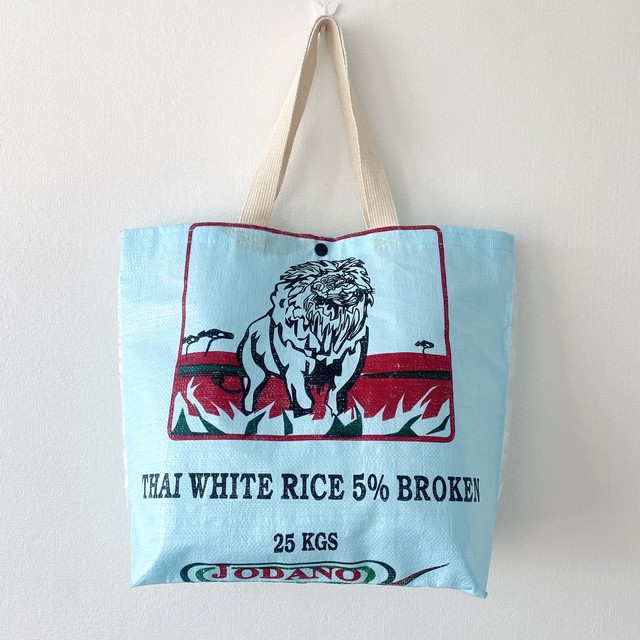 THAI WHITE RICE 5% BROKEN
25 KGS
JODANO